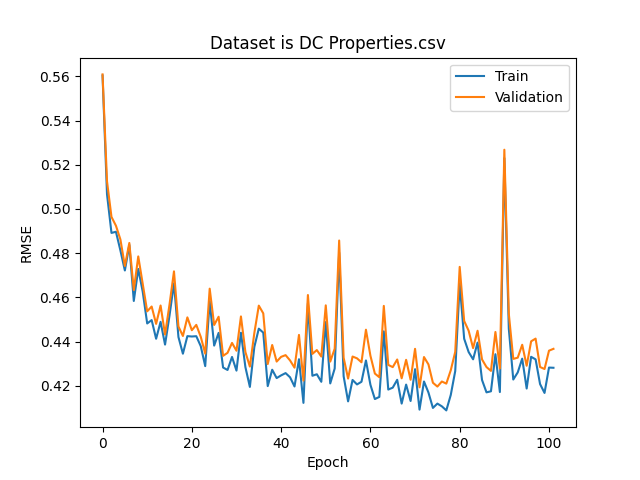 Dataset is DC Properties.csv
Train
Validation
RMSE
0.56
0.54
0.52
0.50
0.48
0.46
0.44
0.42
0 20 40 60 80 100
Epoch